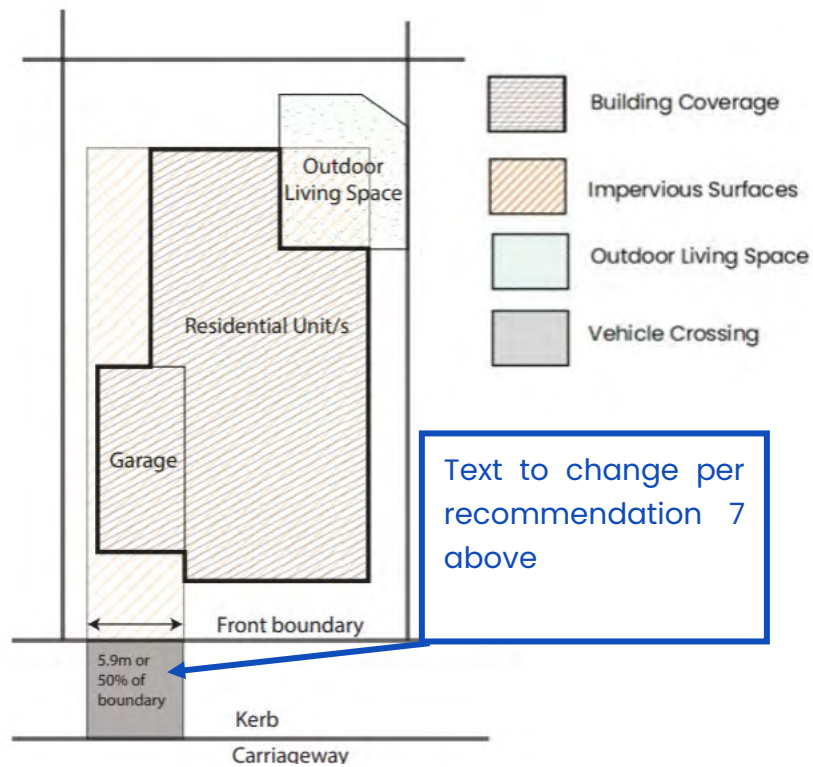 Building Coverage
Impervious Surfaces
Outdoor Living Space
Vehicle Crossing
Outdoor
Living Space
Residential Unit/s
Garage
Text to change per
recommendation 7
above
Front boundary
5.9m or
50% of
boundary
Kerb
Carriageway